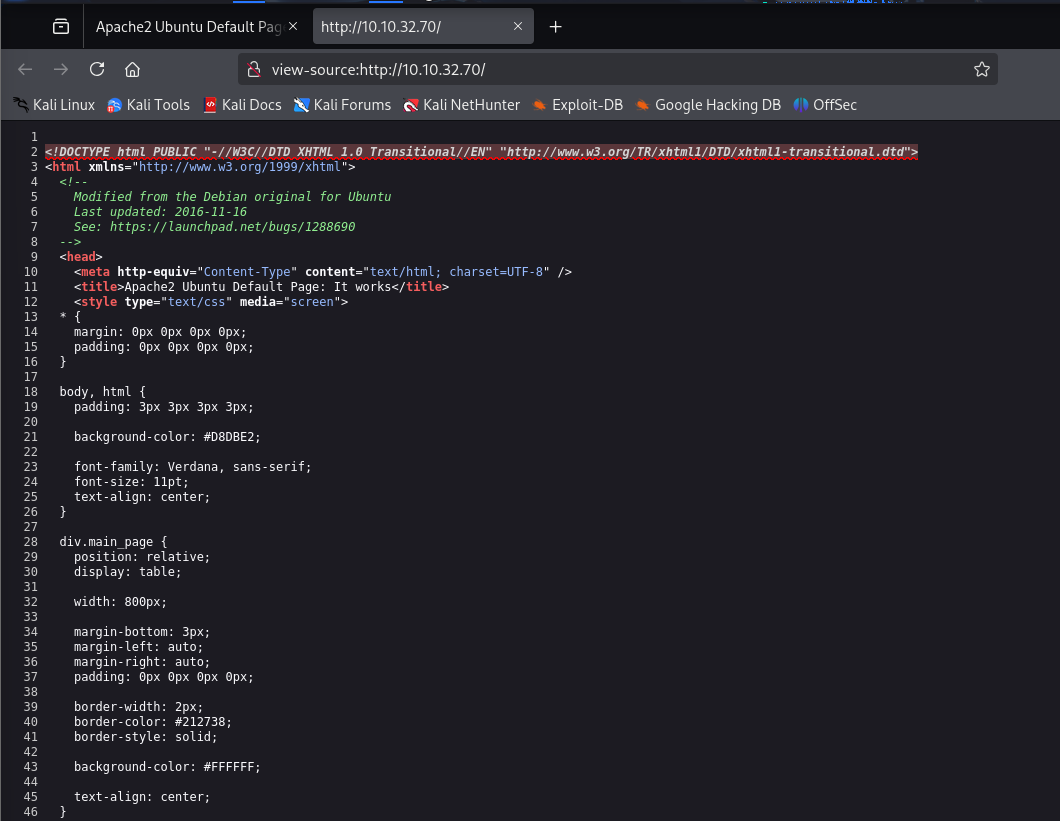 Apache2 Ubuntu Default Pag
http://10.10.32.70/
view-source:http://10.10.32.70/
Kali Linux Kali Tools Kali Docs Kali Forums Kali NetHunter Exploit-DB Google Hacking DB OffSec
1
2 <!DOCTYPE html PUBLIC "-//W3C//DTD XHTML 1.0 Transitional//EN" "http://www.w3.org/TR/xhtml1/DTD/xhtml1-transitional.dtd">
3 <html xmlns="http://www.w3.org/1999/xhtml">
4   <!--
5     Modified from the Debian original for Ubuntu
6     Last updated: 2016-11-16
7     See: https://launchpad.net/bugs/1288690
8   -->
9   <head>
10     <meta http-equiv="Content-Type" content="text/html; charset=UTF-8" />
11     <title>Apache2 Ubuntu Default Page: It works</title>
12     <style type="text/css" media="screen">
13   * {
14     margin: 0px 0px 0px 0px;
15     padding: 0px 0px 0px 0px;
16   }
17
18   body, html {
19     padding: 3px 3px 3px 3px;
20
21     background-color: #D8DBE2;
22
23     font-family: Verdana, sans-serif;
24     font-size: 11pt;
25     text-align: center;
26   }
27
28   div.main_page {
29     position: relative;
30     display: table;
31
32     width: 800px;
33
34     margin-bottom: 3px;
35     margin-left: auto;
36     margin-right: auto;
37     padding: 0px 0px 0px 0px;
38
39     border-width: 2px;
40     border-color: #212738;
41     border-style: solid;
42
43     background-color: #FFFFFF;
44
45     text-align: center;
46   }